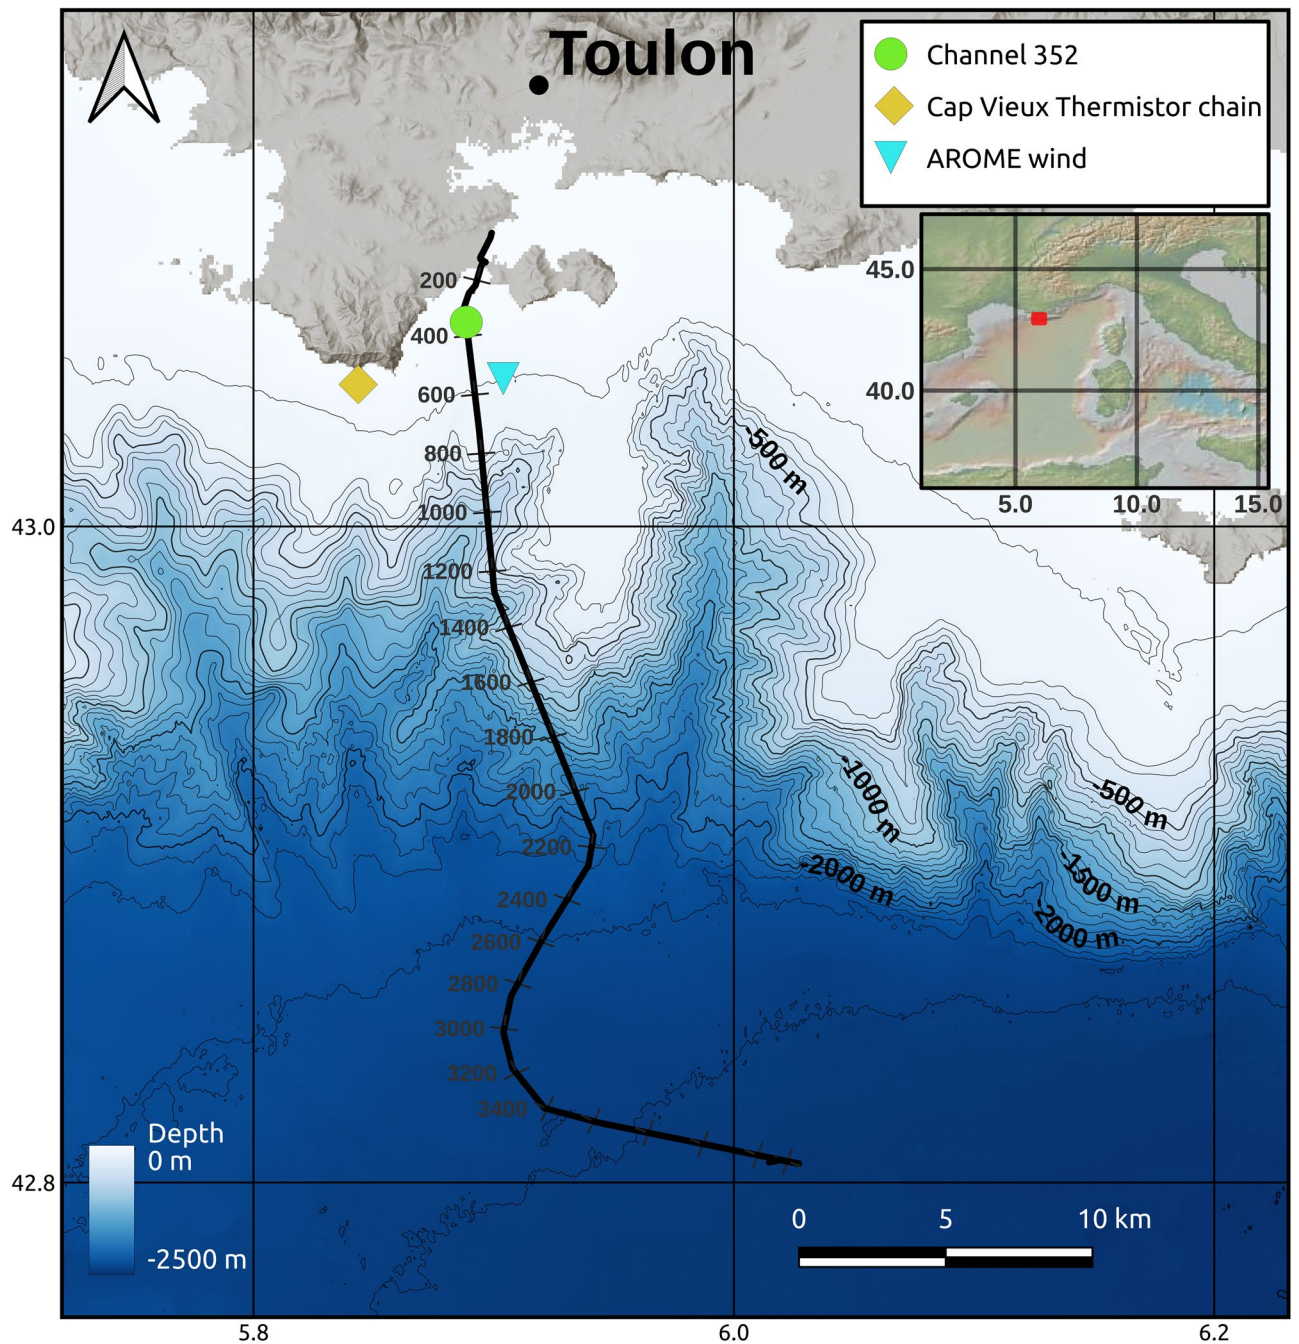 Toulon
Channel 352
Cap Vieux Thermistor chain
AROME wind
45.0
40.0
5.0
10.0
15.0
200
400
600
800
1000
1200
1400
1600
1800
2000
2200
2400
2600
2800
3000
3200
3400
-500 m
-1000 m
-500 m
-1500 m
-2000 m
-2000 m
43.0
42.8
Depth
0 m
-2500 m
0
5
10 km
5.8
6.0
6.2